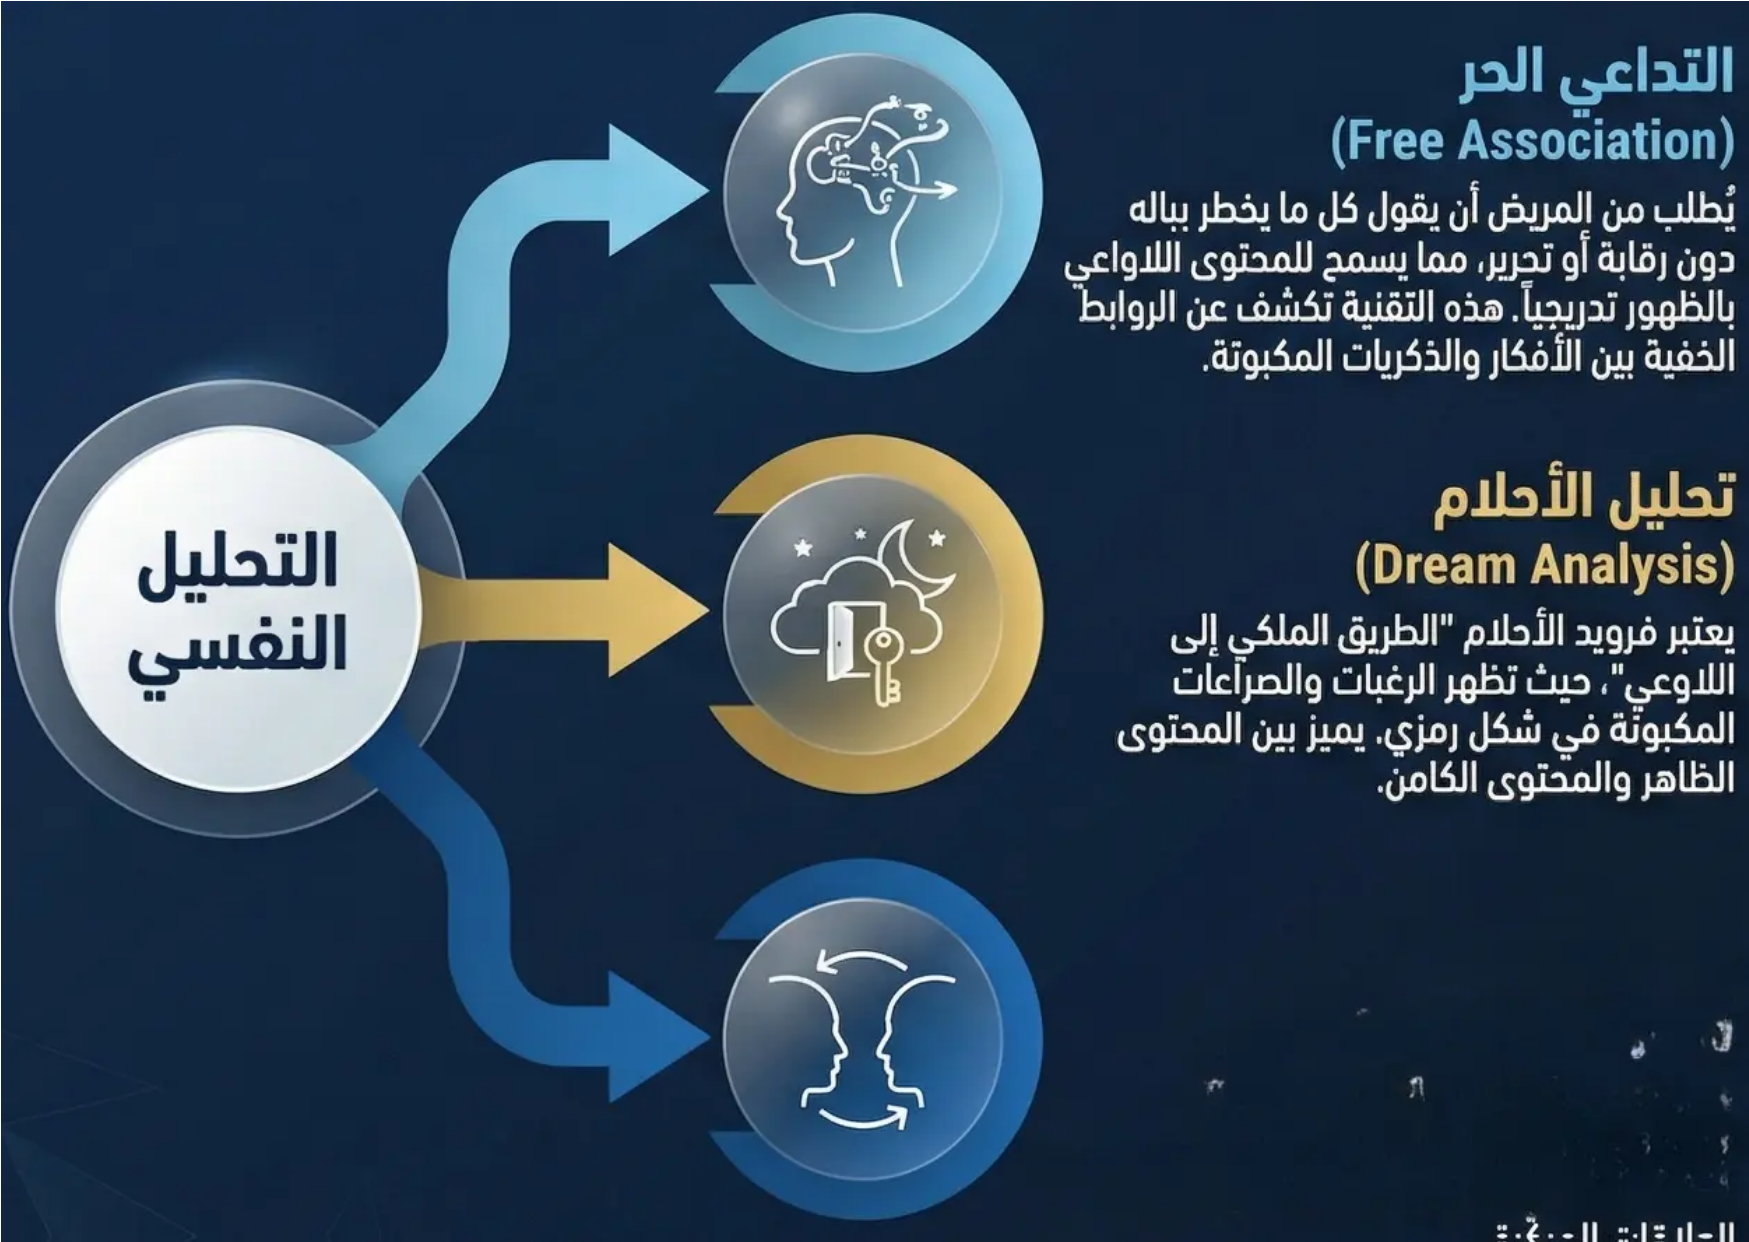 التداعي الحر
(Free Association)
يُطلب من المريض أن يقول كل ما يخطر بباله
دون رقابة أو تحرير، مما يسمح للمحتوى اللاواعي
بالظهور تدريجياً. هذه التقنية تكشف عن الروابط
الخفية بين الأفكار والذكريات المكبوتة.
التحليل
النفسي
تحليل الأحلام
(Dream Analysis)
يعتبر فرويد الأحلام "الطريق الملكي إلى
اللاوعي"، حيث تظهر الرغبات والصراعات
المكبوتة في شكل رمزي. يميز بين المحتوى
الظاهر والمحتوى الكامن.